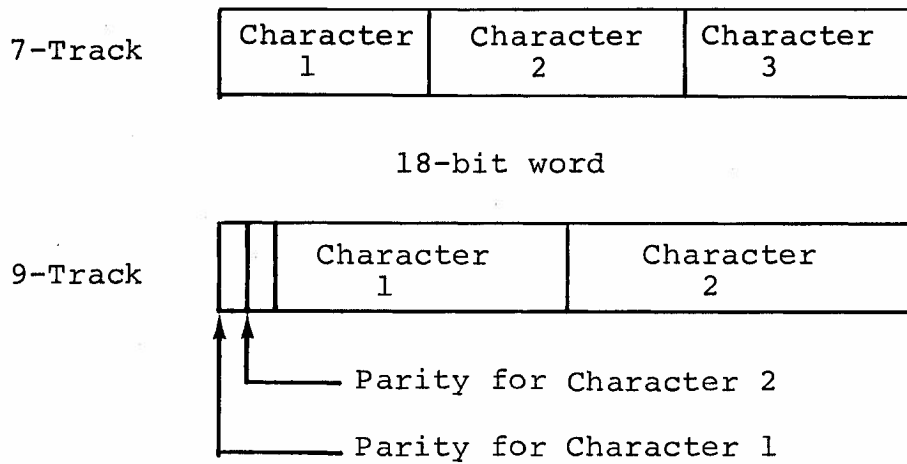 7-Track
Character 1
Character 2
Character 3
18-bit word
9-Track
Character 1
Character 2
Parity for Character 2
Parity for Character 1